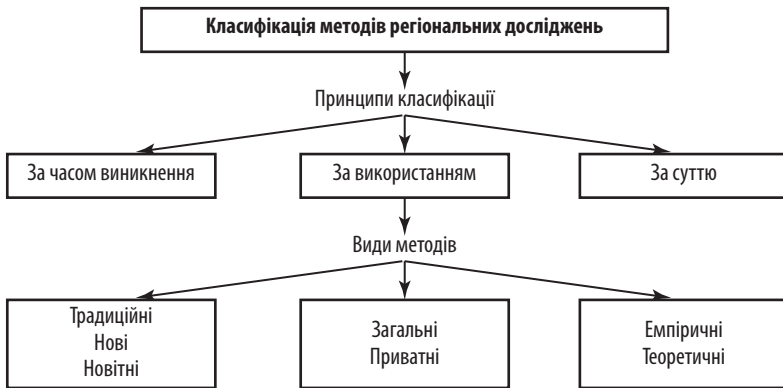 Класифікація методів регіональних досліджень
Принципи класифікації
За часом виникнення
За використанням
За суттю
Види методів
Традиційні
Нові
Новітні
Загальні
Приватні
Емпіричні
Теоретичні